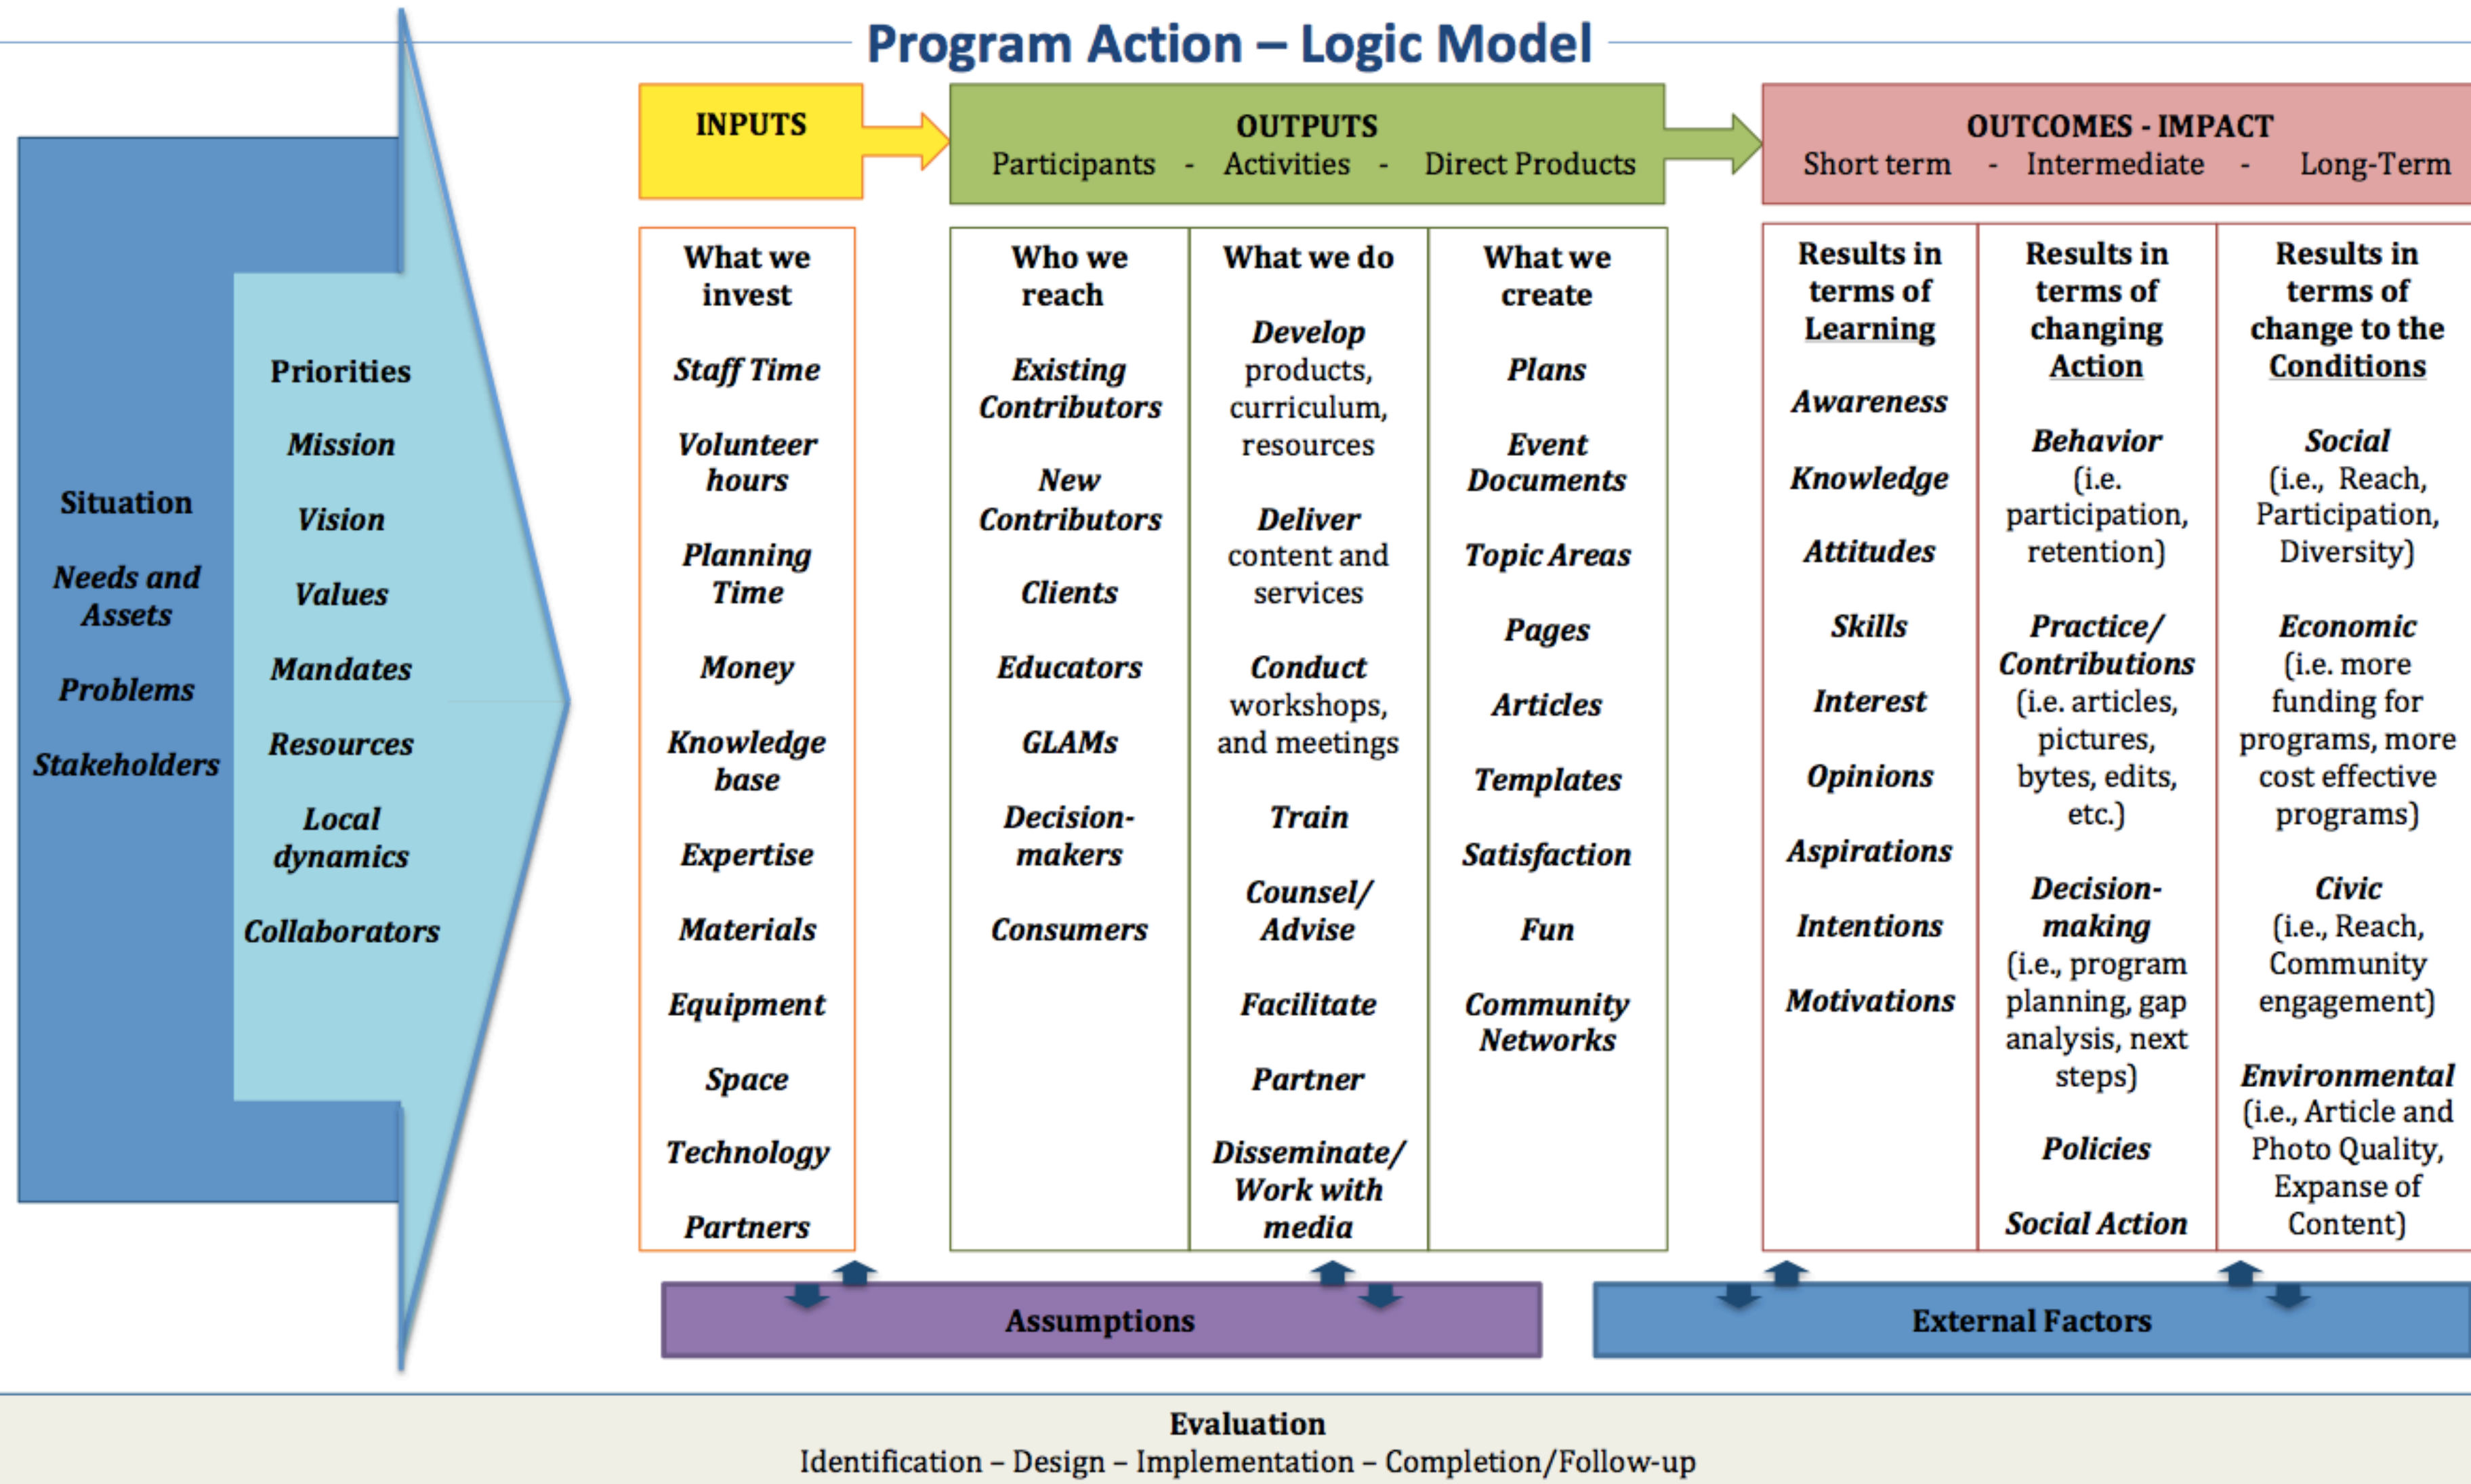 Program Action – Logic Model
Situation
Needs and
Assets
Problems
Stakeholders
Priorities
Mission
Vision
Values
Mandates
Resources
Local
dynamics
Collaborators
INPUTS
What we
invest
Staff Time
Volunteer
hours
Planning
Time
Money
Knowledge
base
Expertise
Materials
Equipment
Space
Technology
Partners
OUTPUTS
Participants - Activities - Direct Products
Who we
reach
Existing
Contributors
New
Contributors
Clients
Educators
GLAMs
Decision-
makers
Consumers
What we do
Develop
products,
curriculum,
resources
Deliver
content and
services
Conduct
workshops,
and meetings
Train
Counsel/
Advise
Facilitate
Partner
Disseminate/
Work with
media
What we
create
Plans
Event
Documents
Topic Areas
Pages
Articles
Templates
Satisfaction
Fun
Community
Networks
OUTCOMES - IMPACT
Short term - Intermediate - Long-Term
Results in
terms of
Learning
Awareness
Knowledge
Attitudes
Skills
Interest
Opinions
Aspirations
Intentions
Motivations
Results in
terms of
changing
Action
Behavior
(i.e.
participation,
retention)
Practice/
Contributions
(i.e. articles,
pictures,
bytes, edits,
etc.)
Decision-
making
(i.e., program
planning, gap
analysis, next
steps)
Policies
Social Action
Results in
terms of
change to the
Conditions
Social
(i.e., Reach,
Participation,
Diversity)
Economic
(i.e. more
funding for
programs, more
cost effective
programs)
Civic
(i.e., Reach,
Community
engagement)
Environmental
(i.e., Article and
Photo Quality,
Expanse of
Content)
Assumptions
External Factors
Evaluation
Identification – Design – Implementation – Completion/Follow-up